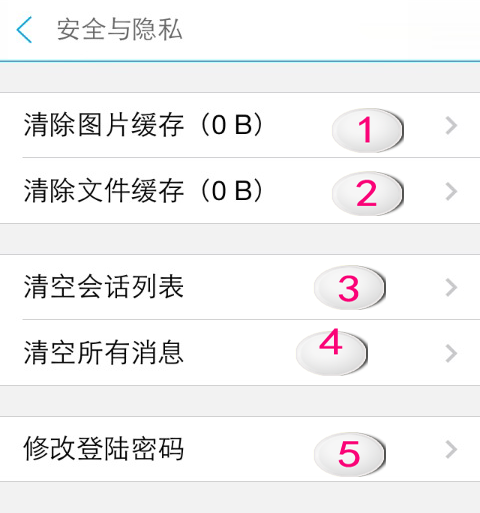 安全与隐私
清除图片缓存（0 B） 1
清除文件缓存（0 B） 2
清空会话列表 3
清空所有消息 4
修改登陆密码 5